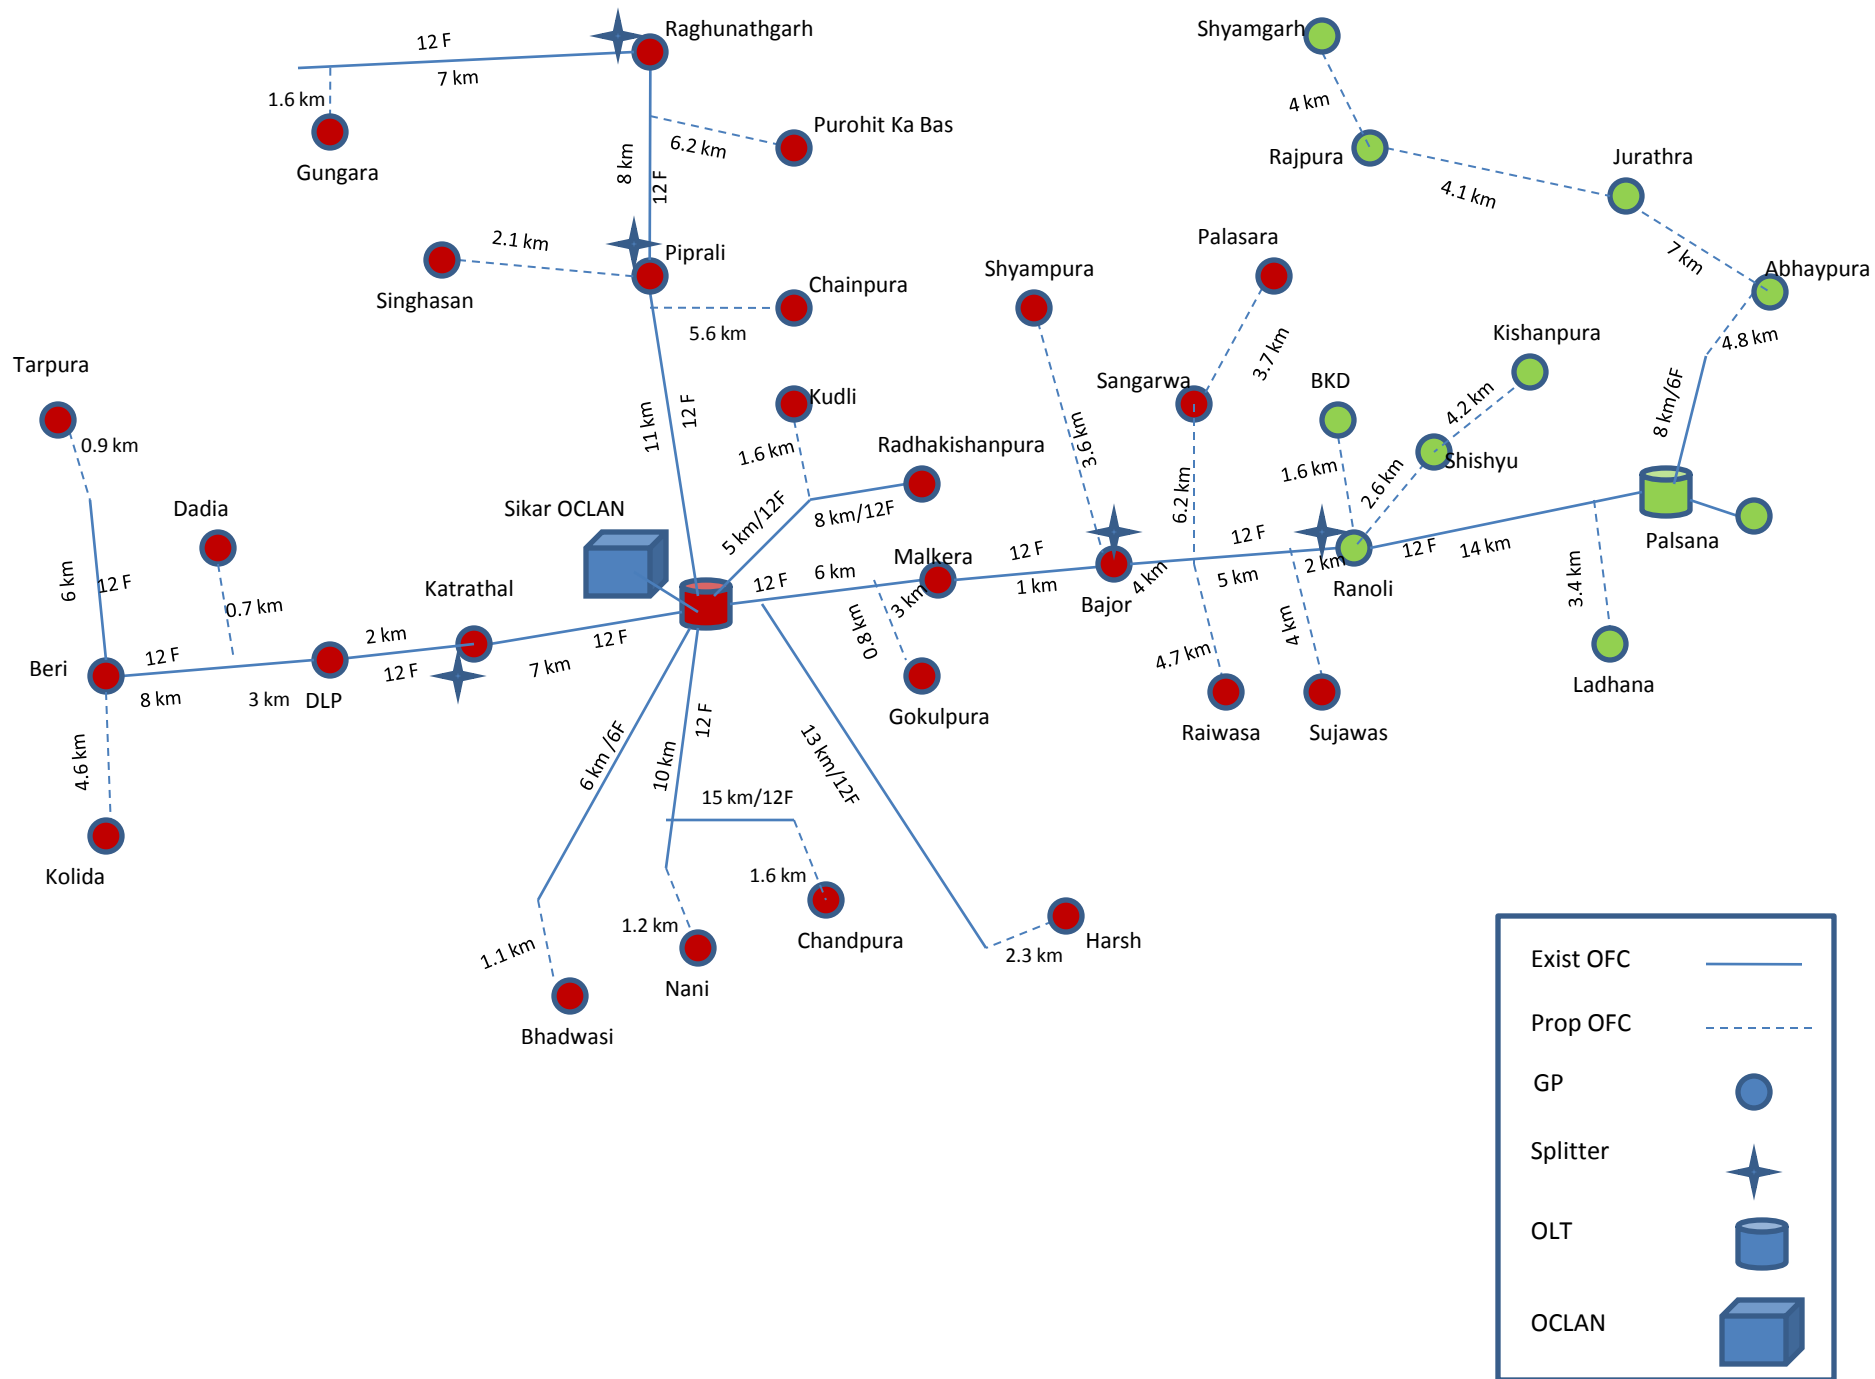 Raghunathgarh
Shyamgarh
12 F
7 km
1.6 km
4 km
Purohit Ka Bas
6.2 km
Rajpura
Jurathra
Gungara
8 km
12 F
4.1 km
2.1 km
Piprali
Palasara
7 km
Singhasan
Shyampura
Abhaypura
Chainpura
5.6 km
Kishanpura
4.8 km
Tarpura
3.7 km
Sangarwa
BKD
Kudli
8 km/6F
11 km
12 F
4.2 km
0.9 km
1.6 km
Radhakishanpura
3.6 km
1.6 km
Shishyu
2.6 km
6.2 km
Dadia
Sikar OCLAN
5 km/12F
8 km/12F
Palsana
12 F
12 F
12 F
14 km
Malkera
6 km
12 F
1 km
4 km
5 km
2 km
Ranoli
6 km
12 F
Katrathal
3 km
Bajor
3.4 km
0.7 km
2 km
12 F
0.8 km
4 km
Beri
12 F
12 F
7 km
4.7 km
8 km
3 km
DLP
Gokulpura
Raiwasa
Sujawas
Ladhana
4.6 km
6 km /6F
10 km
12 F
13 km/12F
15 km/12F
Kolida
1.6 km
1.1 km
1.2 km
Chandpura
Harsh
2.3 km
Nani
Bhadwasi
Exist OFC
Prop OFC
GP
Splitter
OLT
OCLAN